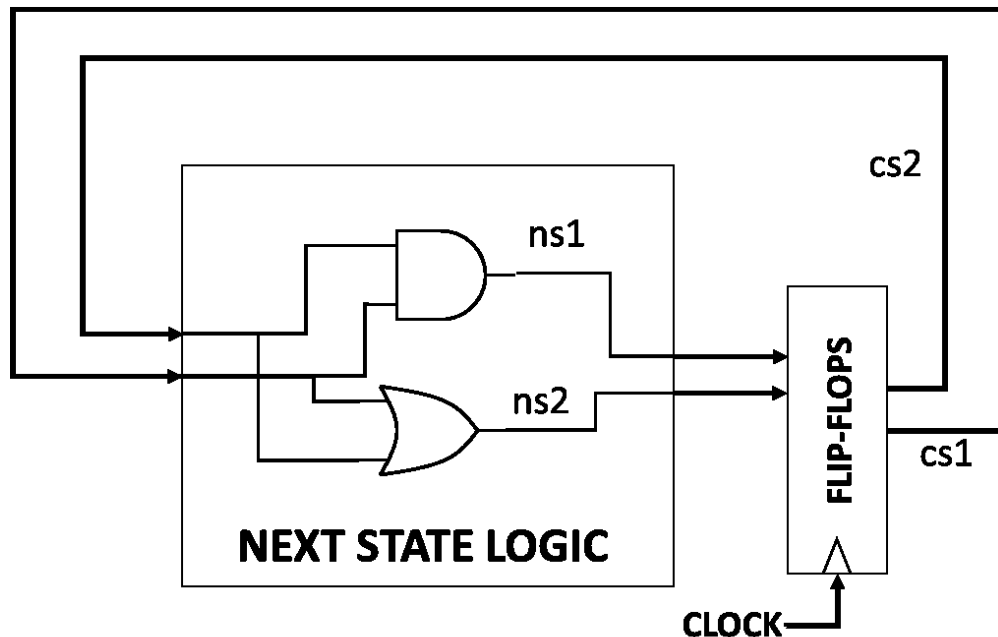 cs2
ns1
ns2
FLIP-FLOPS
cs1
NEXT STATE LOGIC
CLOCK